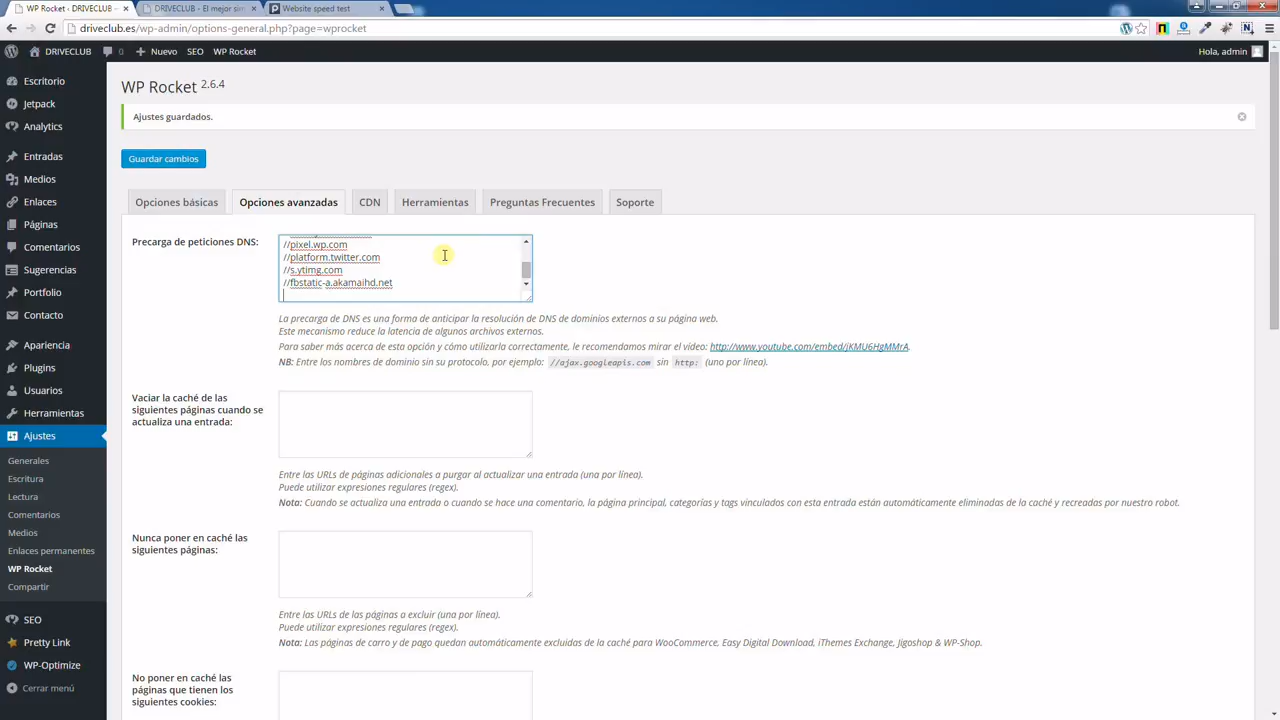 WP Rocket ‹ DRIVECLUB —
DRIVECLUB - El mejor sim
Website speed test
driveclub.es/wp-admin/options-general.php?page=wprocket
DRIVECLUB 0 Nuevo SEO WP Rocket Hola, admin
Escritorio
Jetpack
Analytics
Entradas
Medios
Enlaces
Páginas
Comentarios
Sugerencias
Portfolio
Contacto
Apariencia
Plugins
Usuarios
Herramientas
Ajustes
Generales
Escritura
Lectura
Comentarios
Medios
Enlaces permanentes
WP Rocket
Compartir
SEO
Pretty Link
WP-Optimize
Cerrar menú
WP Rocket 2.6.4
Ajustes guardados.
Guardar cambios
Opciones básicas Opciones avanzadas CDN Herramientas Preguntas Frecuentes Soporte
Precarga de peticiones DNS:
//pixel.wp.com
//platform.twitter.com
//s.ytimg.com
//fbstatic-a.akamaihd.net
La precarga de DNS es una forma de anticipar la resolución de DNS de dominios externos a su página web.
Este mecanismo reduce la latencia de algunos archivos externos.
Para saber más acerca de esta opción y cómo utilizarla correctamente, le recomendamos mirar el video: http://www.youtube.com/embed/jKMU6HgMMrA.
NB: Entre los nombres de dominio sin su protocolo, por ejemplo: //ajax.googleapis.com sin http: (uno por línea).
Vaciar la caché de las
siguientes páginas cuando se
actualiza una entrada:
Entre las URLs de páginas adicionales a purgar al actualizar una entrada (una por línea).
Puede utilizar expresiones regulares (regex).
Nota: Cuando se actualiza una entrada o cuando se hace una comentario, la página principal, categorías y tags vinculados con esta entrada están automáticamente eliminadas de la caché y recreadas por nuestro robot.
Nunca poner en caché las
siguientes páginas:
Entre las URLs de las páginas a excluir (una por línea).
Puede utilizar expresiones regulares (regex).
Nota: Las páginas de carro y de pago quedan automáticamente excluidas de la caché para WooCommerce, Easy Digital Download, iThemes Exchange, Jigoshop & WP-Shop.
No poner en caché las
páginas que tienen los
siguientes cookies: